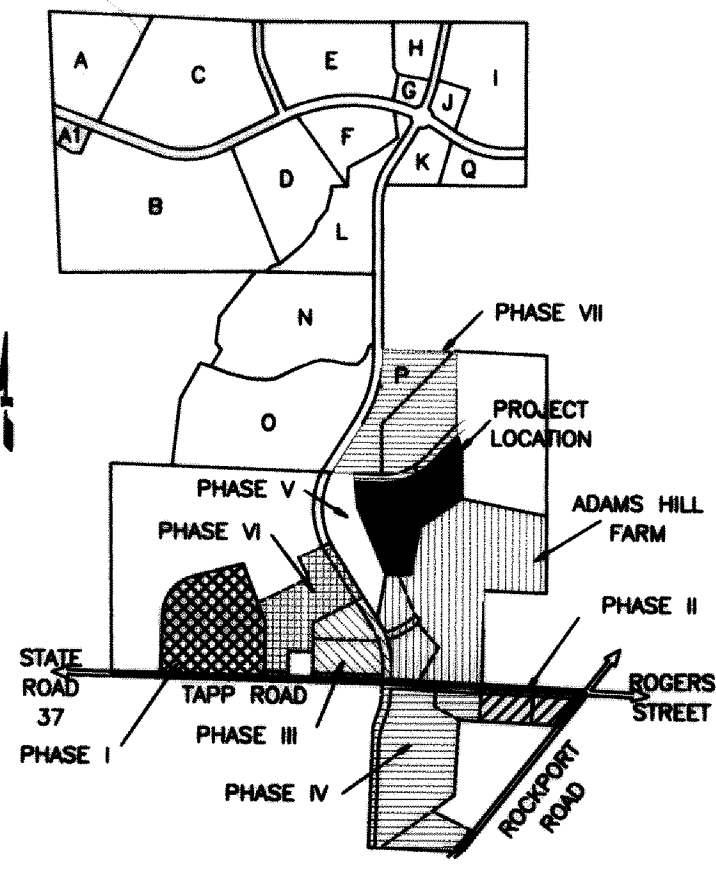 A
C
E
H
I
G
J
A1
F
K
Q
D
B
L
N
PHASE VII
P
O
PROJECT
LOCATION
PHASE V
ADAMS HILL
FARM
PHASE VI
PHASE II
STATE
ROAD
37
TAPP ROAD
ROGERS
STREET
PHASE III
PHASE I
PHASE IV
ROCKPORT
ROAD